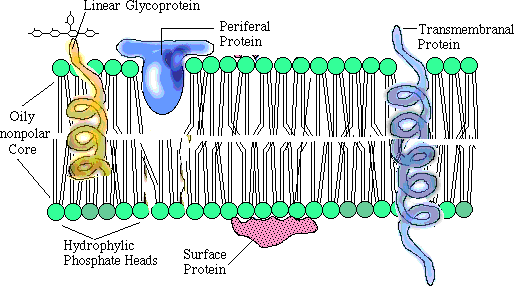 Linear Glycoprotein
Periferal
Protein
Transmembranal
Protein
Oily
nonpolar
Core
Hydrophylic
Phosphate Heads
Surface
Protein